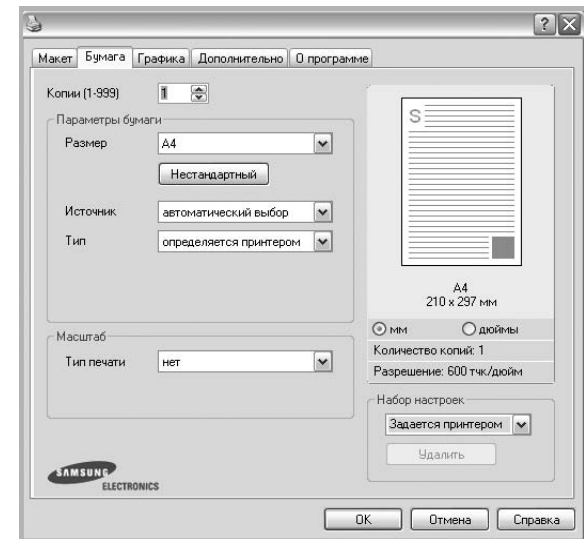 Макет Бумага Графика Дополнительно О программе
Копии (1-999) 1
Параметры бумаги
Размер A4
Нестандартный
Источник автоматический выбор
Тип определяется принтером
Масштаб
Тип печати нет
SAMSUNG
ELECTRONICS
S
A4
210 x 297 мм
мм дюймы
Количество копий: 1
Разрешение: 600 тчк/дюйм
Набор настроек
Задается принтером
Удалить
OK Отмена Справка